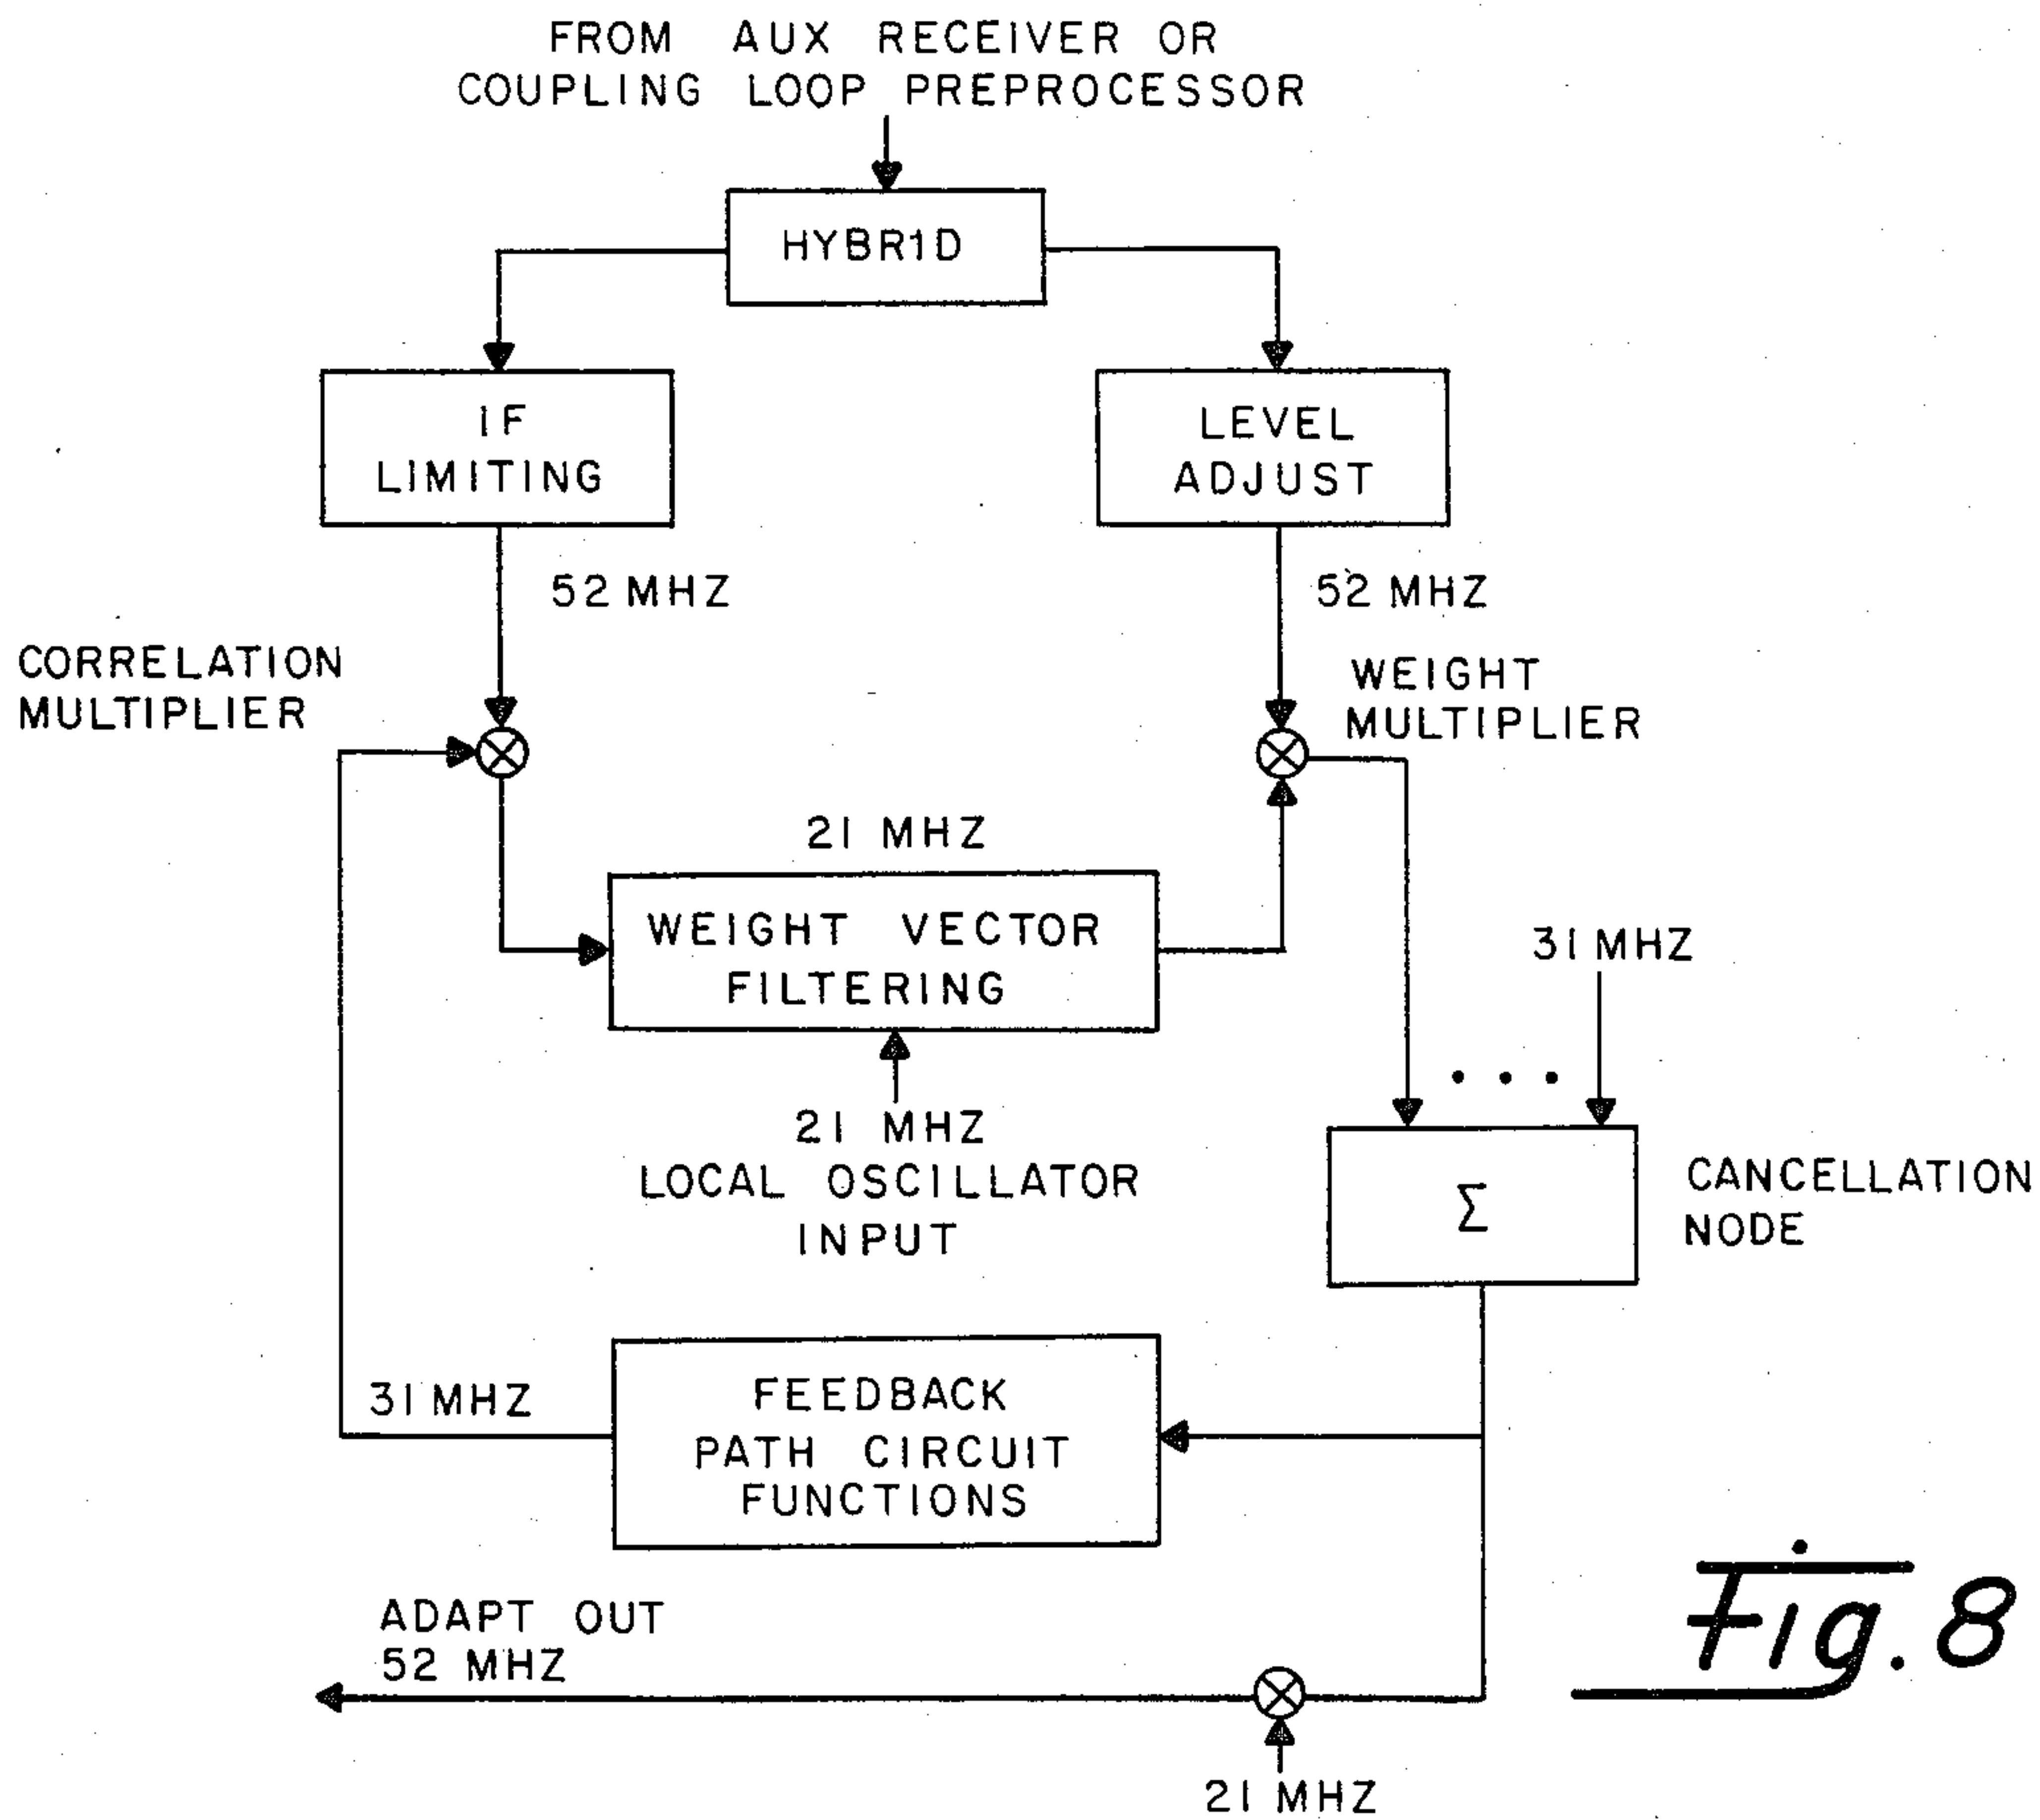 FROM AUX RECEIVER OR
COUPLING LOOP PREPROCESSOR
HYBRID
IF
LIMITING
LEVEL
ADJUST
52 MHZ
52 MHZ
CORRELATION
MULTIPLIER
WEIGHT
MULTIPLIER
21 MHZ
WEIGHT VECTOR
FILTERING
31 MHZ
21 MHZ
LOCAL OSCILLATOR
INPUT
Σ
CANCELLATION
NODE
31 MHZ
FEEDBACK
PATH CIRCUIT
FUNCTIONS
ADAPT OUT
52 MHZ
21 MHZ
Fig. 8